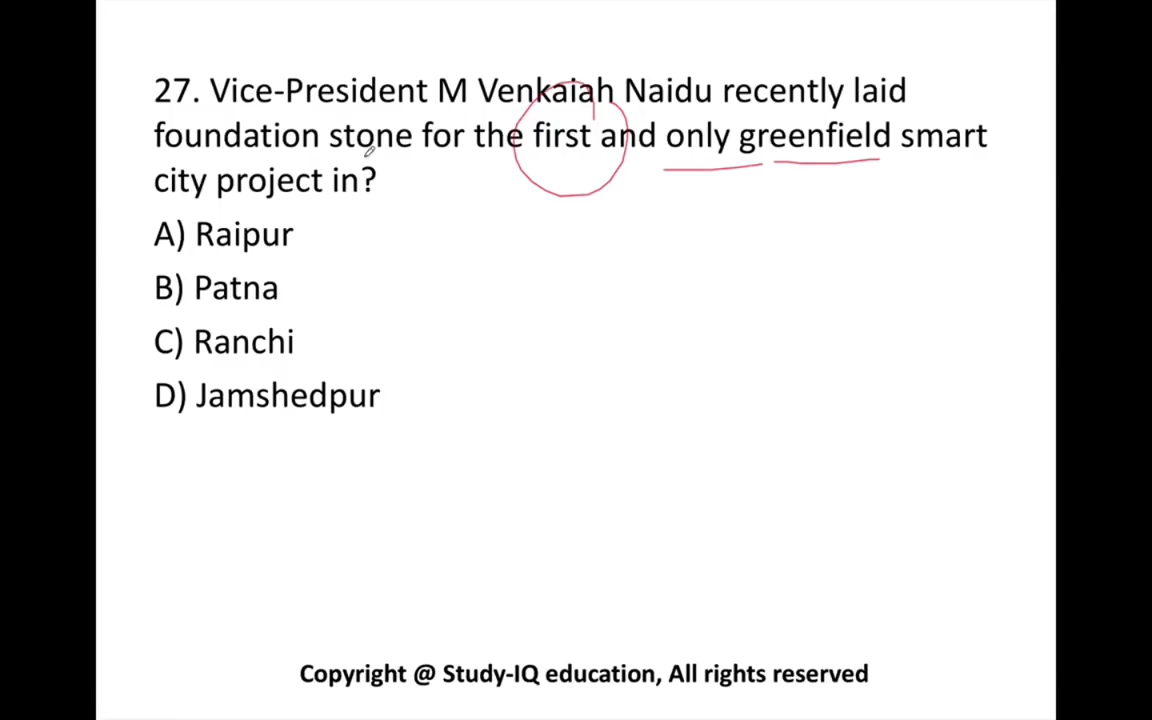 27. Vice-President M Venkaiah Naidu recently laid
foundation stone for the first and only greenfield smart
city project in?
A) Raipur
B) Patna
C) Ranchi
D) Jamshedpur
Copyright @ Study-IQ education, All rights reserved